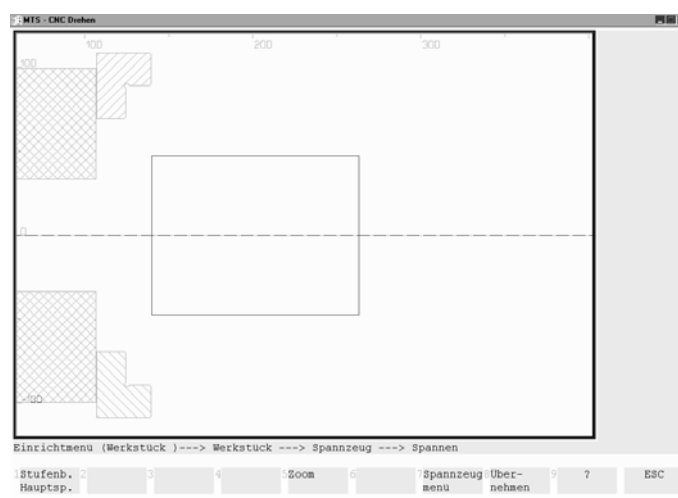 MTS - CNC Drehen
100 200 300
100
0
-100
Einrichtmenü (Werkstück )---> Werkstück ---> Spannzeug ---> Spannen
1 Stufenb. 2 3 4 5 Zoom 6 7 Spannzeug 8 Über- 9 ? ESC
Hauptsp. menü nehmen